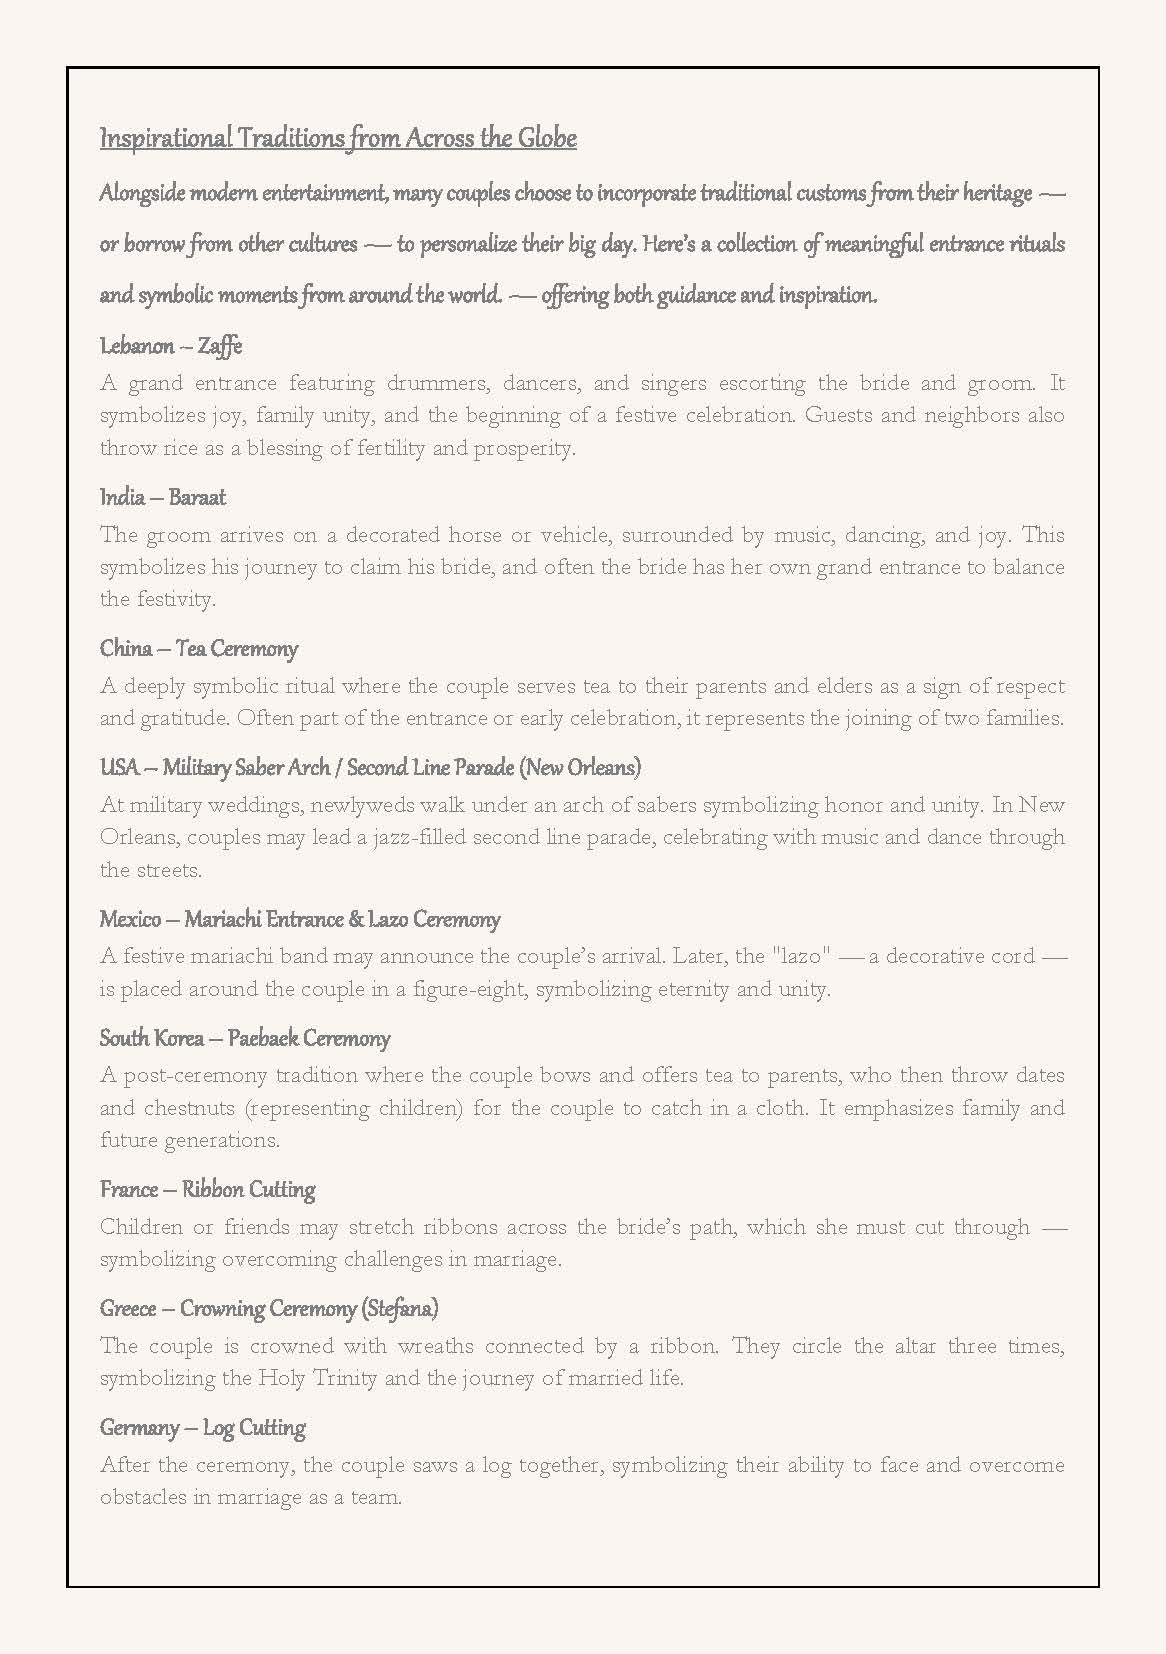 Inspirational Traditions from Across the Globe
Alongside modern entertainment, many couples choose to incorporate traditional customs from their heritage —
or borrow from other cultures — to personalize their big day. Here’s a collection of meaningful entrance rituals
and symbolic moments from around the world. — offering both guidance and inspiration.
Lebanon – Zaffe
A grand entrance featuring drummers, dancers, and singers escorting the bride and groom. It
symbolizes joy, family unity, and the beginning of a festive celebration. Guests and neighbors also
throw rice as a blessing of fertility and prosperity.
India – Baraat
The groom arrives on a decorated horse or vehicle, surrounded by music, dancing, and joy. This
symbolizes his journey to claim his bride, and often the bride has her own grand entrance to balance
the festivity.
China – Tea Ceremony
A deeply symbolic ritual where the couple serves tea to their parents and elders as a sign of respect
and gratitude. Often part of the entrance or early celebration, it represents the joining of two families.
USA – Military Saber Arch / Second Line Parade (New Orleans)
At military weddings, newlyweds walk under an arch of sabers symbolizing honor and unity. In New
Orleans, couples may lead a jazz-filled second line parade, celebrating with music and dance through
the streets.
Mexico – Mariachi Entrance & Lazo Ceremony
A festive mariachi band may announce the couple’s arrival. Later, the "lazo" — a decorative cord —
is placed around the couple in a figure-eight, symbolizing eternity and unity.
South Korea – Paebaek Ceremony
A post-ceremony tradition where the couple bows and offers tea to parents, who then throw dates
and chestnuts (representing children) for the couple to catch in a cloth. It emphasizes family and
future generations.
France – Ribbon Cutting
Children or friends may stretch ribbons across the bride’s path, which she must cut through —
symbolizing overcoming challenges in marriage.
Greece – Crowning Ceremony (Stefana)
The couple is crowned with wreaths connected by a ribbon. They circle the altar three times,
symbolizing the Holy Trinity and the journey of married life.
Germany – Log Cutting
After the ceremony, the couple saws a log together, symbolizing their ability to face and overcome
obstacles in marriage as a team.